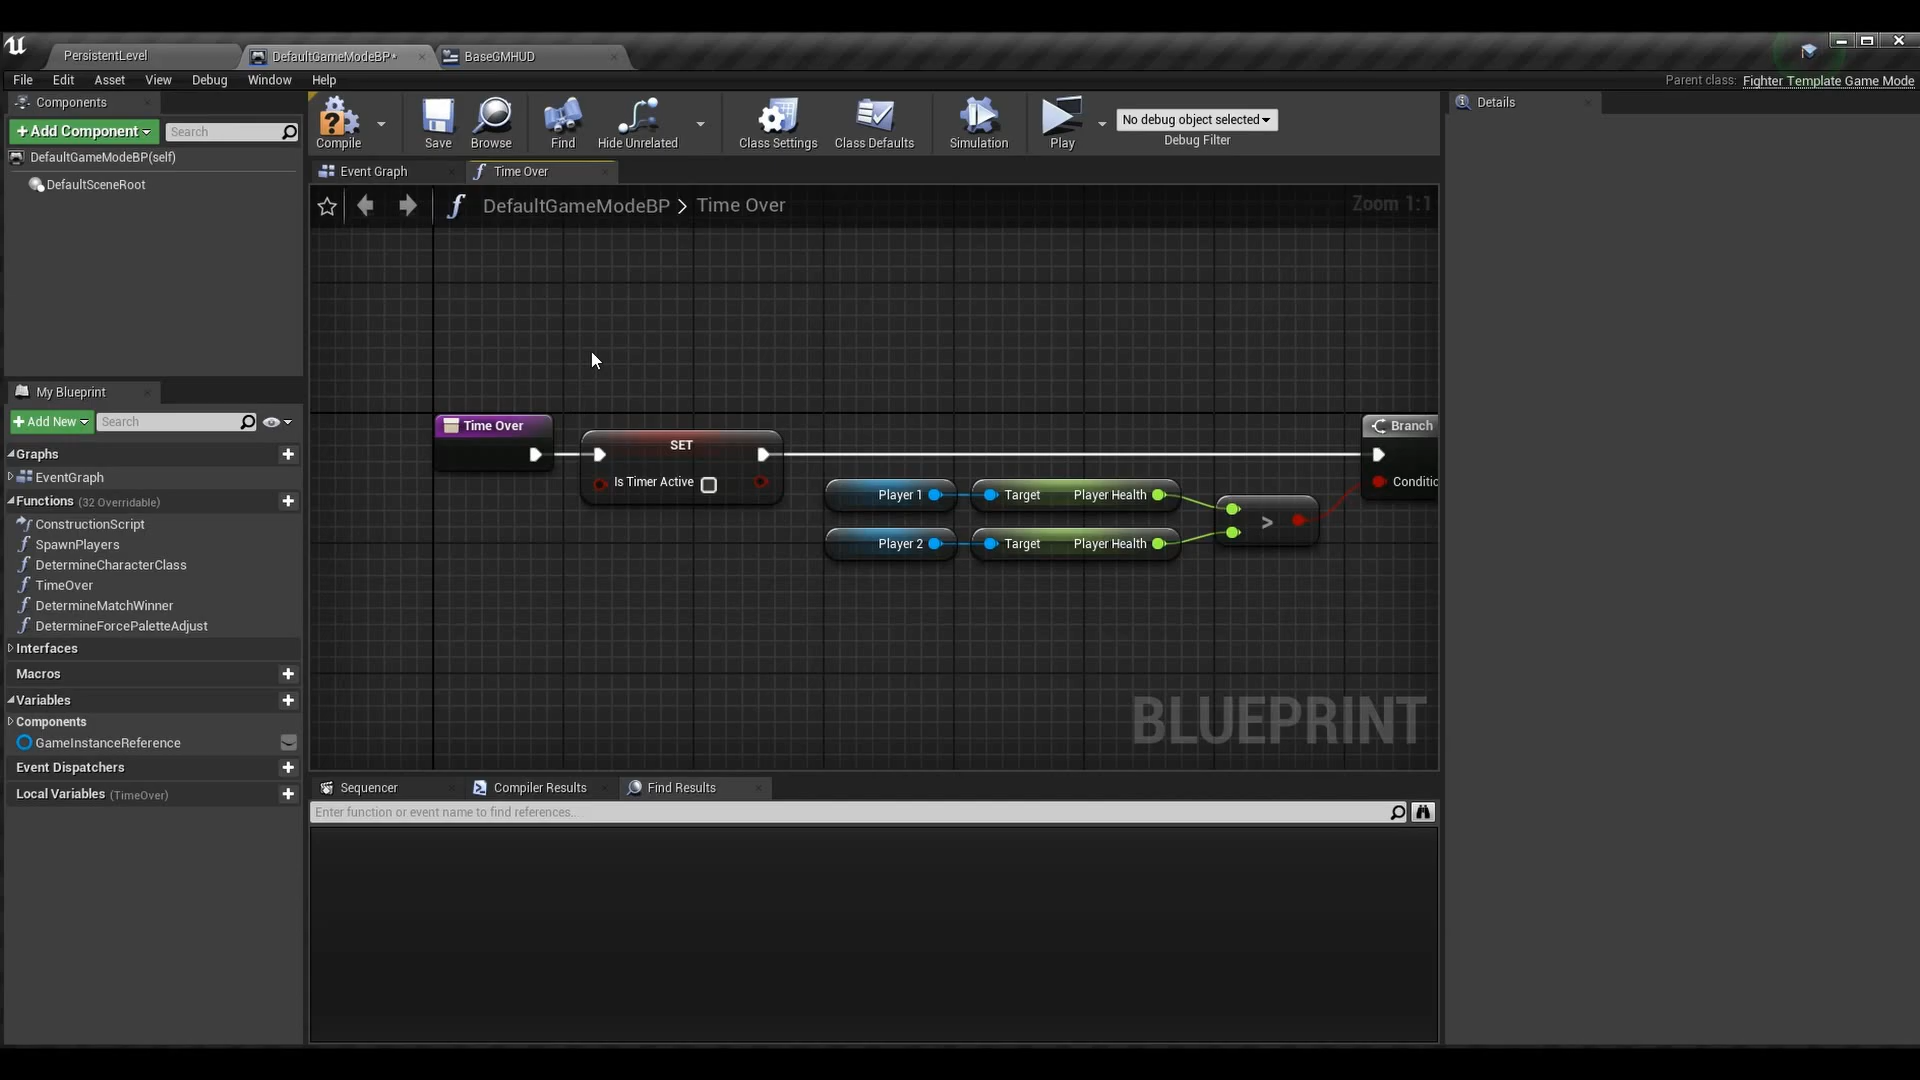 PersistentLevel
DefaultGameModeBP*
BaseGMHUD
File
Edit
Asset
View
Debug
Window
Help
Parent class: Fighter Template Game Mode
Components
+Add Component
Search
DefaultGameModeBP(self)
DefaultSceneRoot
Compile
Save
Browse
Find
Hide Unrelated
Class Settings
Class Defaults
Simulation
Play
No debug object selected
Debug Filter
Details
Event Graph
Time Over
DefaultGameModeBP > Time Over
Zoom 1:1
Time Over
SET
Is Timer Active
Player 1
Target
Player Health
Player 2
Target
Player Health
>
Branch
Conditio
BLUEPRINT
My Blueprint
+Add New
Search
Graphs
EventGraph
Functions (32 Overridable)
ConstructionScript
SpawnPlayers
DetermineCharacterClass
TimeOver
DetermineMatchWinner
DetermineForcePaletteAdjust
Interfaces
Macros
Variables
Components
GameInstanceReference
Event Dispatchers
Local Variables (TimeOver)
Sequencer
Compiler Results
Find Results
Enter function or event name to find references...